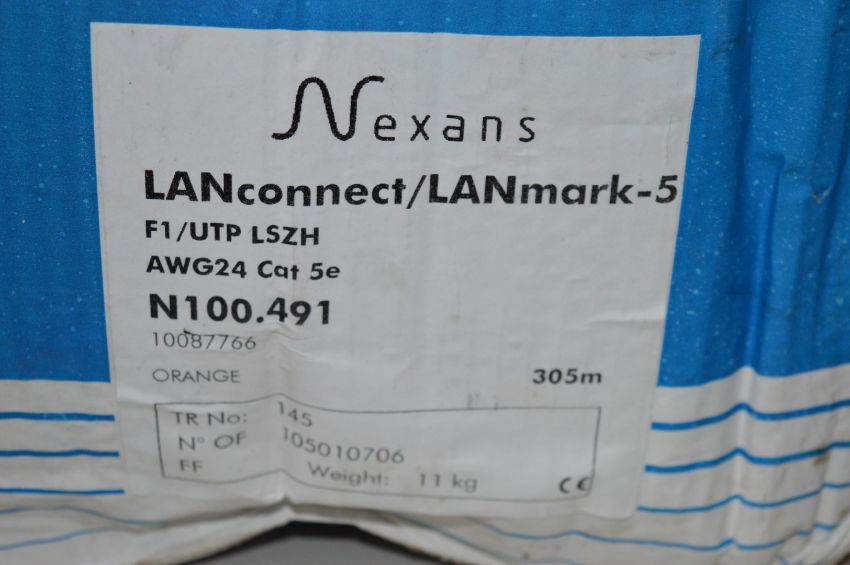 Nexans
LANconnect/LANmark-5
F1/UTP LSZH
AWG24 Cat 5e
N100.491
10087766
ORANGE 305m
TR No: 145
N° OF 105010706
FF Weight: 11 kg CE